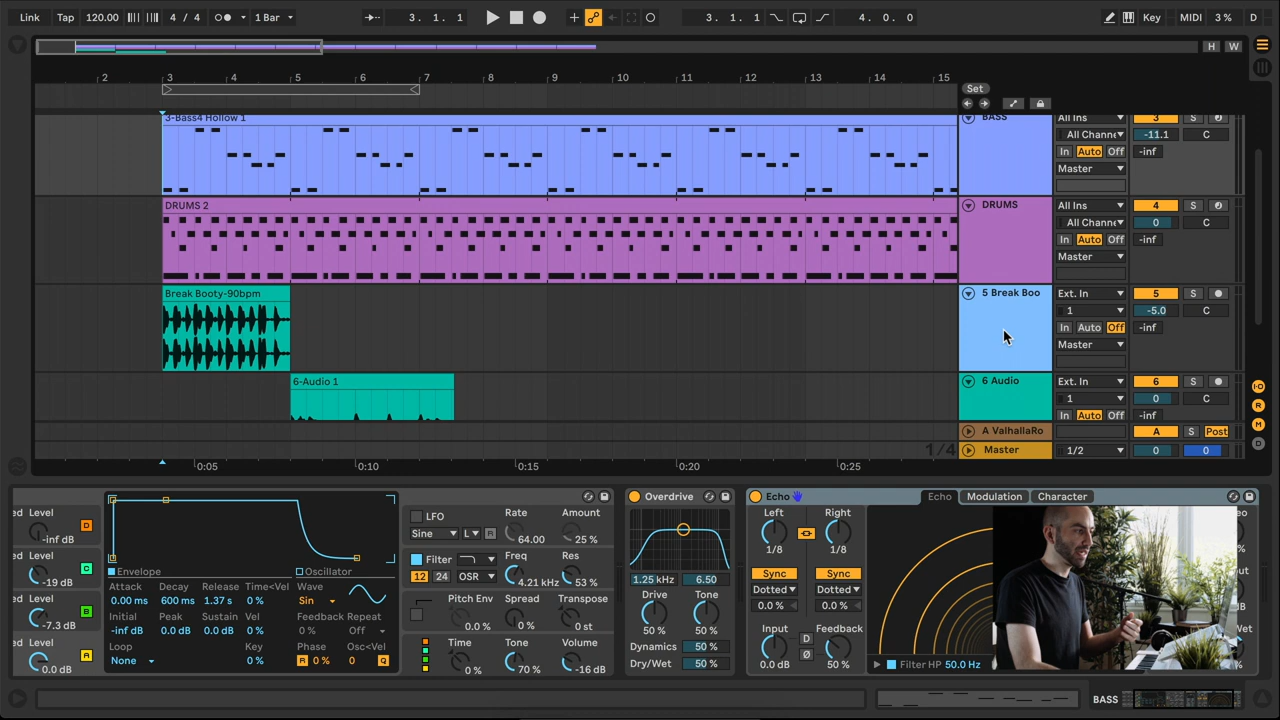 Link Tap 120.00 4 / 4 1 Bar 3. 1. 1 3. 1. 1 4. 0. 0 Key MIDI 3 % D
H W
2 3 4 5 6 7 8 9 10 11 12 13 14 15
Set
3-Bass4 Hollow 1 BASS All Ins 3
All Channe -11.1 C
In Auto Off -inf
Master
DRUMS 2 DRUMS All Ins 4 S
All Channe 0 C
In Auto Off -inf
Master
Break Booty-90bpm 5 Break Boo Ext. In 5 S
1 -5.0 C
In Auto Off -inf
Master
6-Audio 1 6 Audio Ext. In 6 S
1 0 C
In Auto Off -inf
A ValhallaRo A S Post
1/4 Master 1/2 0 0
0:05 0:10 0:15 0:20 0:25
I·O
R
M
D
ed Level D
-inf dB
ed Level C
-19 dB
ed Level B
-7.3 dB
ed Level A
0.0 dB
Envelope Oscillator
Attack Decay Release Time<Vel Wave
0.00 ms 600 ms 1.37 s 0 % Sin
Initial Peak Sustain Vel Feedback Repeat
-inf dB 0.0 dB 0.0 dB 0 % 0 % Off
Loop Key Phase Osc<Vel
None 0 % R 0 % 0 Q
LFO Rate Amount
Sine L R 64.00 25 %
Filter Freq Res
12 24 OSR 4.21 kHz 53 %
Pitch Env Spread Transpose
0.0 % 0 % 0 st
Time Tone Volume
0 % 70 % -16 dB
Overdrive
1.25 kHz 6.50
Drive Tone
50 % 50 %
Dynamics 50 %
Dry/Wet 50 %
Echo Echo Modulation Character
Left Right
1/8 1/8
Sync Sync
Dotted Dotted
0.0 % 0.0 %
Input D Feedback
0.0 dB Ø 50 %
Filter HP 50.0 Hz
BASS